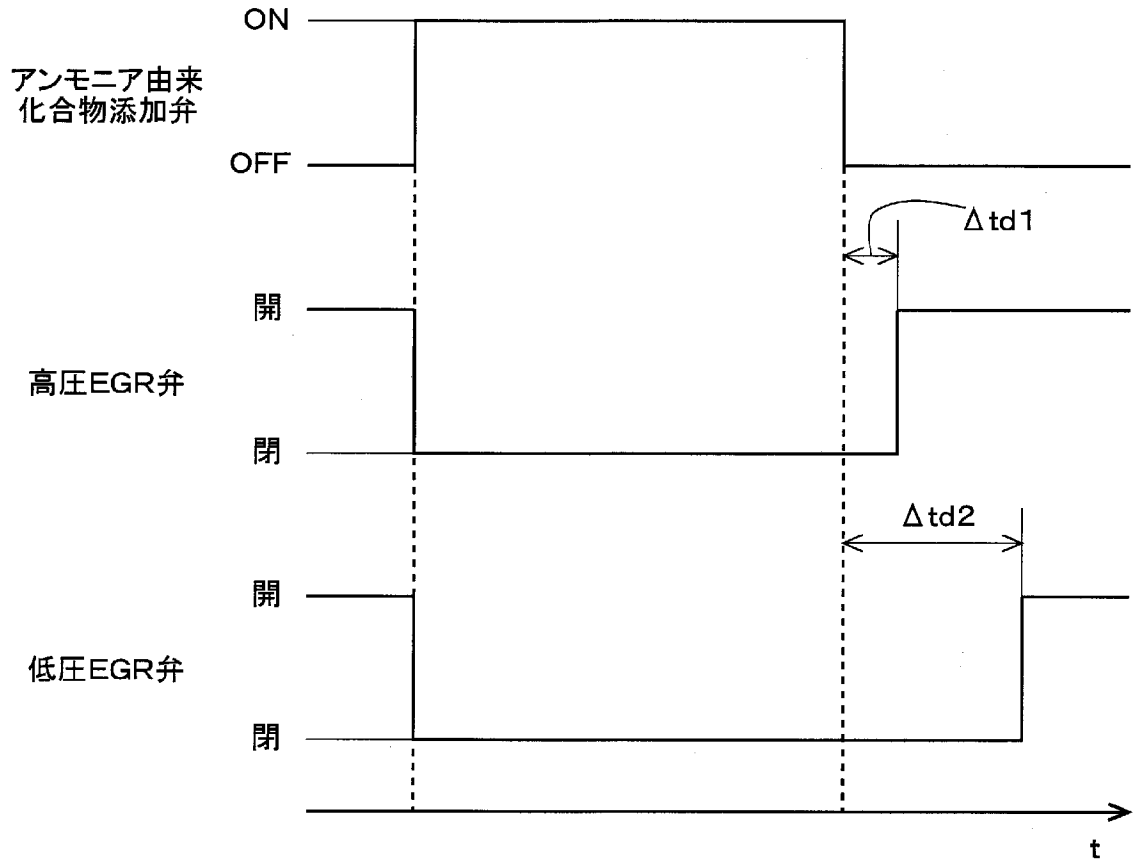 ON
アンモニア由来
化合物添加弁
OFF
Δtd1
開
高圧EGR弁
閉
Δtd2
開
低圧EGR弁
閉
t